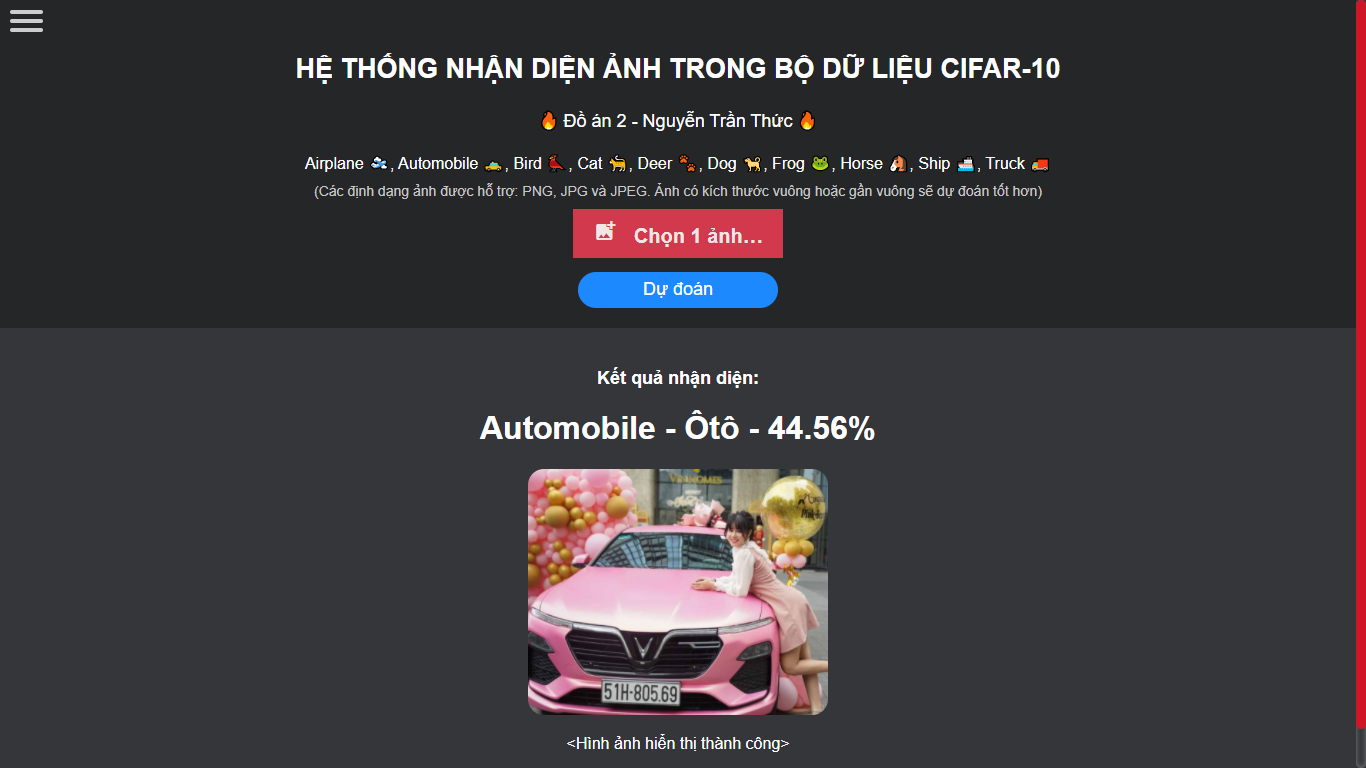 HỆ THỐNG NHẬN DIỆN ẢNH TRONG BỘ DỮ LIỆU CIFAR-10
🔥 Đồ án 2 - Nguyễn Trần Thức 🔥
Airplane 🛬, Automobile 🚕, Bird 🐦, Cat 🐈, Deer 🐾, Dog 🐕, Frog 🐸, Horse 🐴, Ship 🚢, Truck 🚚
(Các định dạng ảnh được hỗ trợ: PNG, JPG và JPEG. Ảnh có kích thước vuông hoặc gần vuông sẽ dự đoán tốt hơn)
Chọn 1 ảnh...
Dự đoán
Kết quả nhận diện:
Automobile - Ôtô - 44.56%
VINHOMES
51H-805.69
<Hình ảnh hiển thị thành công>